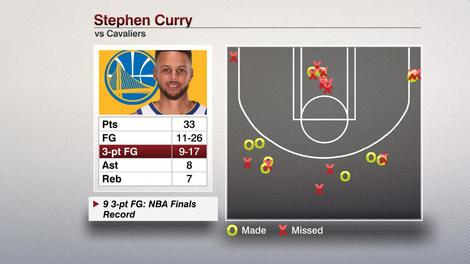 Stephen Curry
vs Cavaliers
Pts 33
FG 11-26
3-pt FG 9-17
Ast 8
Reb 7
9 3-pt FG: NBA Finals
Record
Made Missed